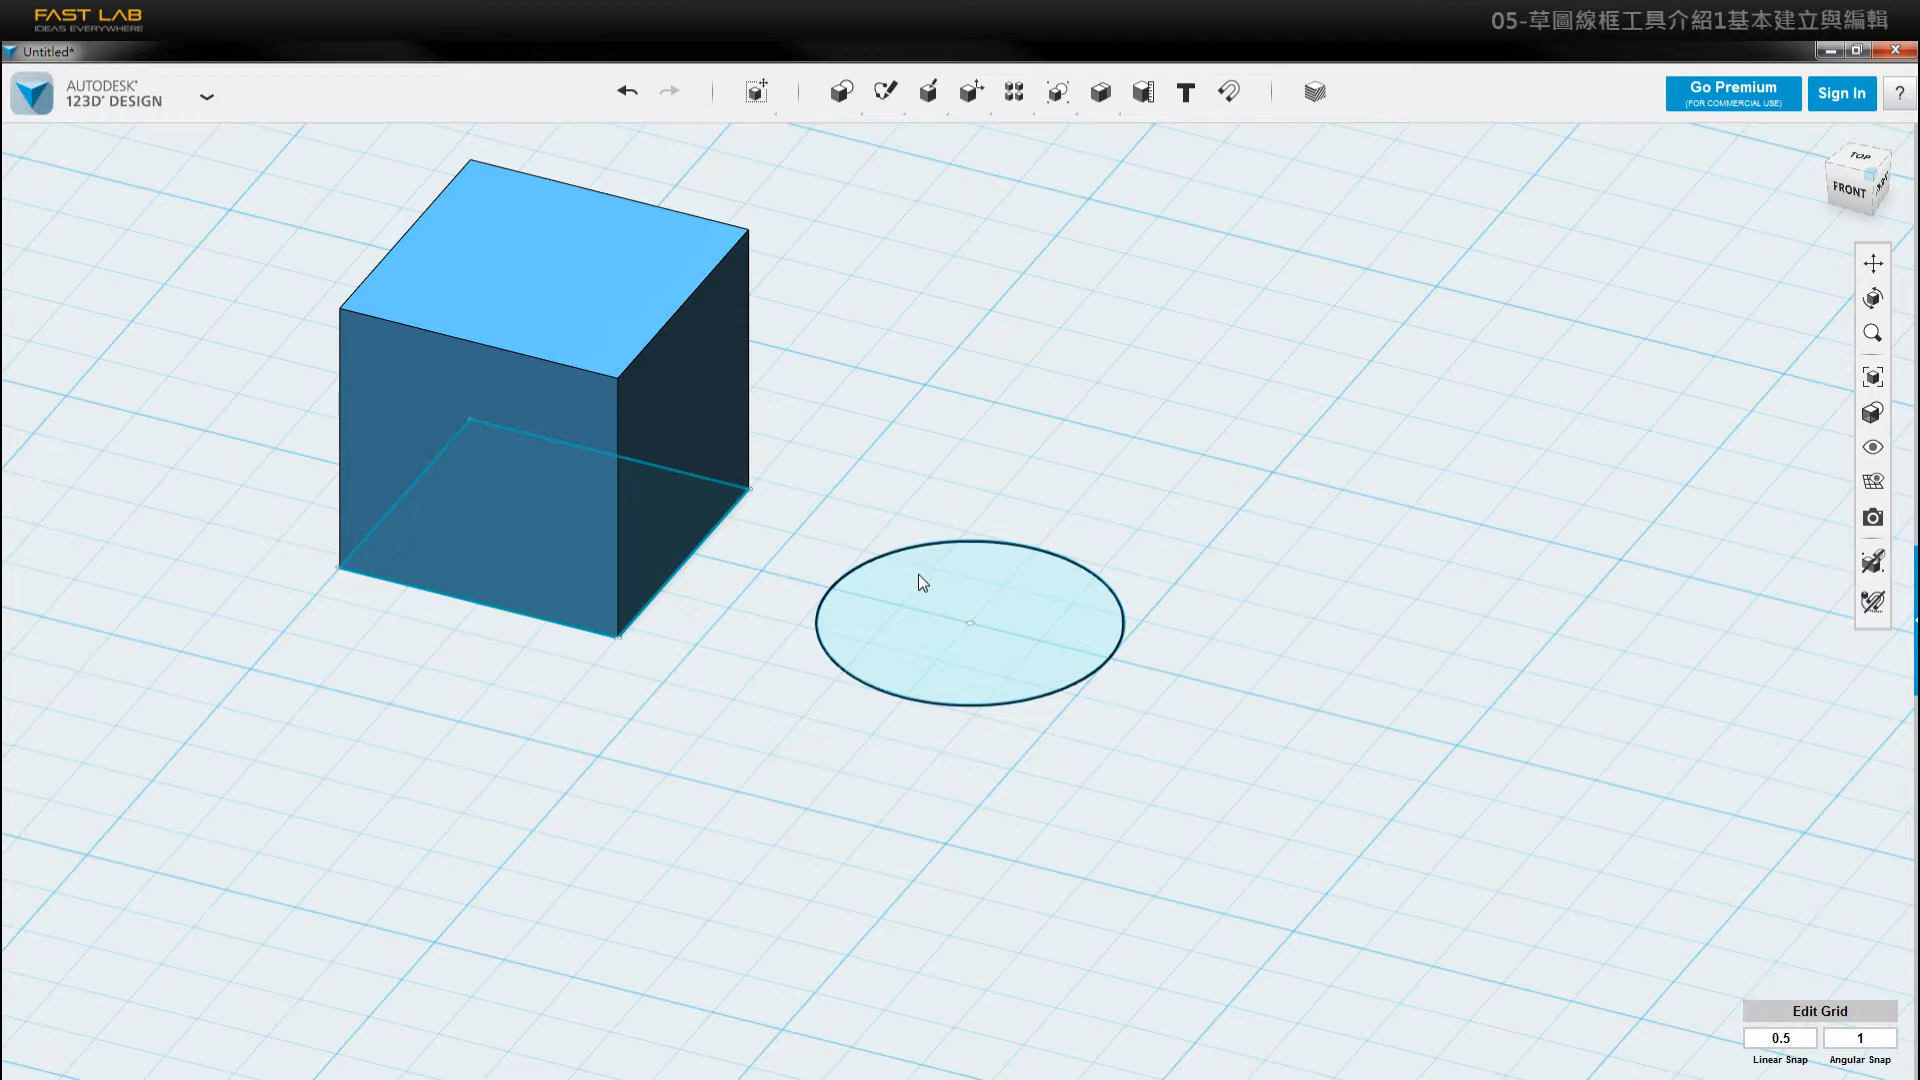 FAST LAB
IDEAS EVERYWHERE
05-草圖線框工具介紹1基本建立與編輯
Untitled*
AUTODESK®
123D® DESIGN
Go Premium
(FOR COMMERCIAL USE)
Sign In
?
TOP
FRONT
Edit Grid
0.5
1
Linear Snap
Angular Snap